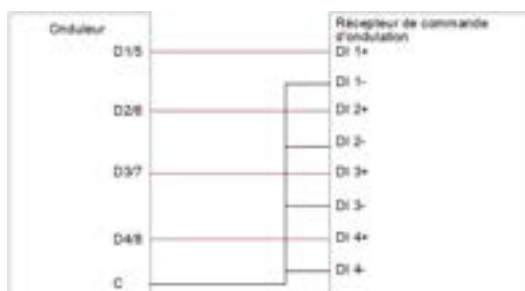 Onduleur
Récepteur de commande
d'ondulation
D1/5
DI 1+
DI 1-
D2/6
DI 2+
DI 2-
D3/7
DI 3+
DI 3-
D4/8
DI 4+
DI 4-
C